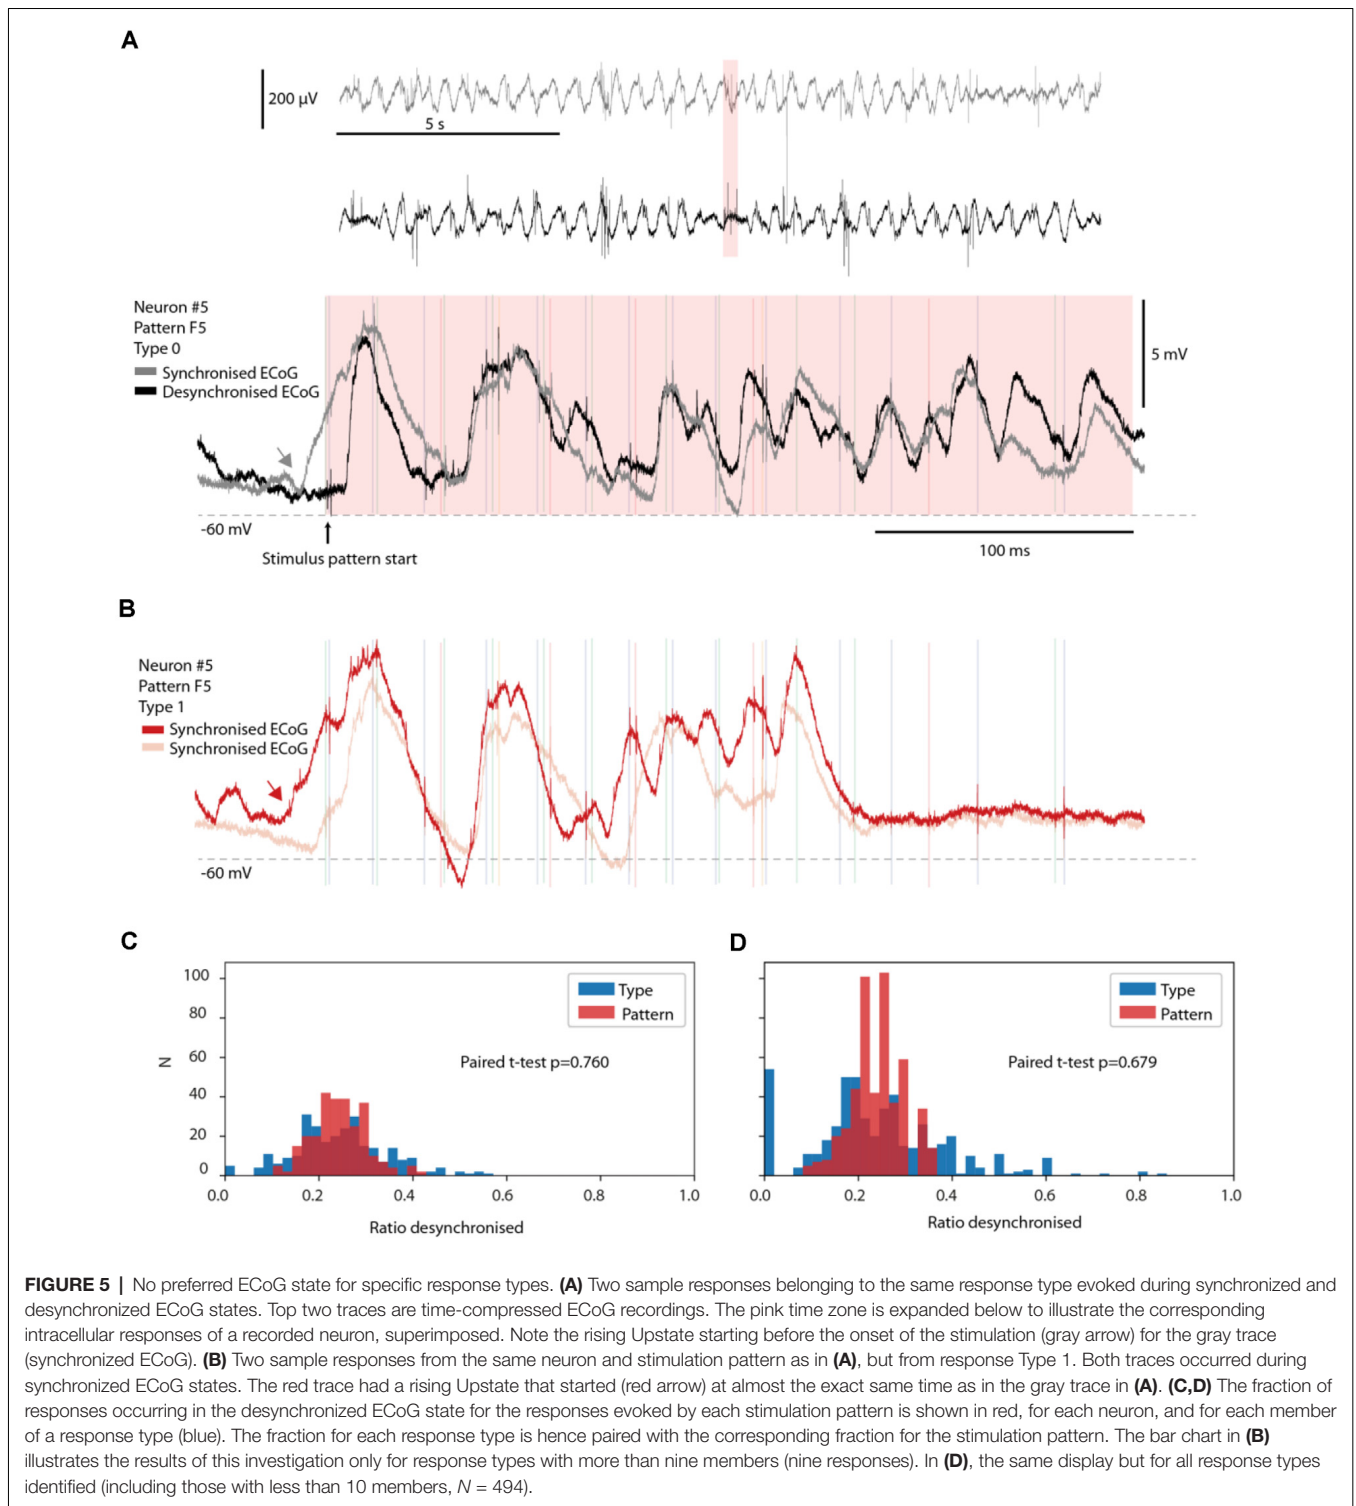 A
200 µV
5 s
Neuron #5
Pattern F5
Type 0
Synchronised ECoG
Desynchronised ECoG
5 mV
-60 mV
Stimulus pattern start
100 ms
B
Neuron #5
Pattern F5
Type 1
Synchronised ECoG
Synchronised ECoG
-60 mV
C
100
80
60
40
20
0
N
Type
Pattern
Paired t-test p=0.760
0.0 0.2 0.4 0.6 0.8 1.0
Ratio desynchronised
D
Type
Pattern
Paired t-test p=0.679
0.0 0.2 0.4 0.6 0.8 1.0
Ratio desynchronised
FIGURE 5 | No preferred ECoG state for specific response types. (A) Two sample responses belonging to the same response type evoked during synchronized and
desynchronized ECoG states. Top two traces are time-compressed ECoG recordings. The pink time zone is expanded below to illustrate the corresponding
intracellular responses of a recorded neuron, superimposed. Note the rising Upstate starting before the onset of the stimulation (gray arrow) for the gray trace
(synchronized ECoG). (B) Two sample responses from the same neuron and stimulation pattern as in (A), but from response Type 1. Both traces occurred during
synchronized ECoG states. The red trace had a rising Upstate that started (red arrow) at almost the exact same time as in the gray trace in (A). (C,D) The fraction of
responses occurring in the desynchronized ECoG state for the responses evoked by each stimulation pattern is shown in red, for each neuron, and for each member
of a response type (blue). The fraction for each response type is hence paired with the corresponding fraction for the stimulation pattern. The bar chart in (B)
illustrates the results of this investigation only for response types with more than nine members (nine responses). In (D), the same display but for all response types
identified (including those with less than 10 members, N = 494).